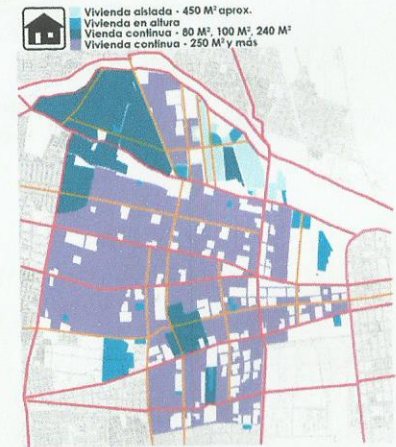 Vivienda aislada - 450 M² aprox.
Vivienda en altura
Vienda continua - 80 M², 100 M², 240 M²
Vivienda continua - 250 M² y más